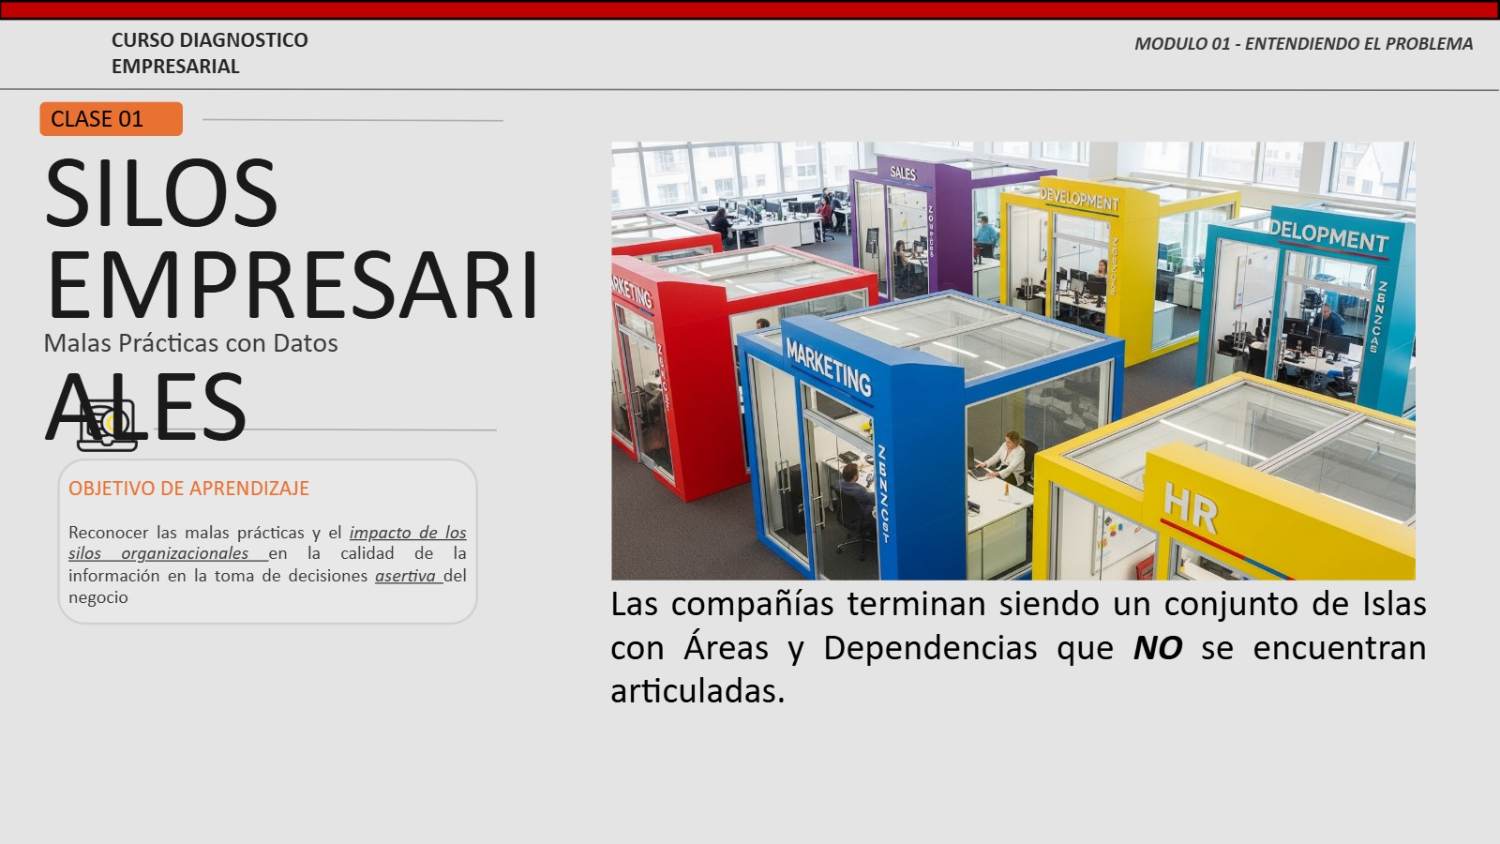 CURSO DIAGNOSTICO
EMPRESARIAL
MODULO 01 - ENTENDIENDO EL PROBLEMA
CLASE 01
SILOS
EMPRESARI
ALES
Malas Prácticas con Datos
OBJETIVO DE APRENDIZAJE
Reconocer las malas prácticas y el impacto de los
silos organizacionales en la calidad de la
información en la toma de decisiones asertiva del
negocio
SALES
DEVELOPMENT
DELOPMENT
RKETING
MARKETING
HR
ZBNZCAS
Las compañías terminan siendo un conjunto de Islas
con Áreas y Dependencias que NO se encuentran
articuladas.